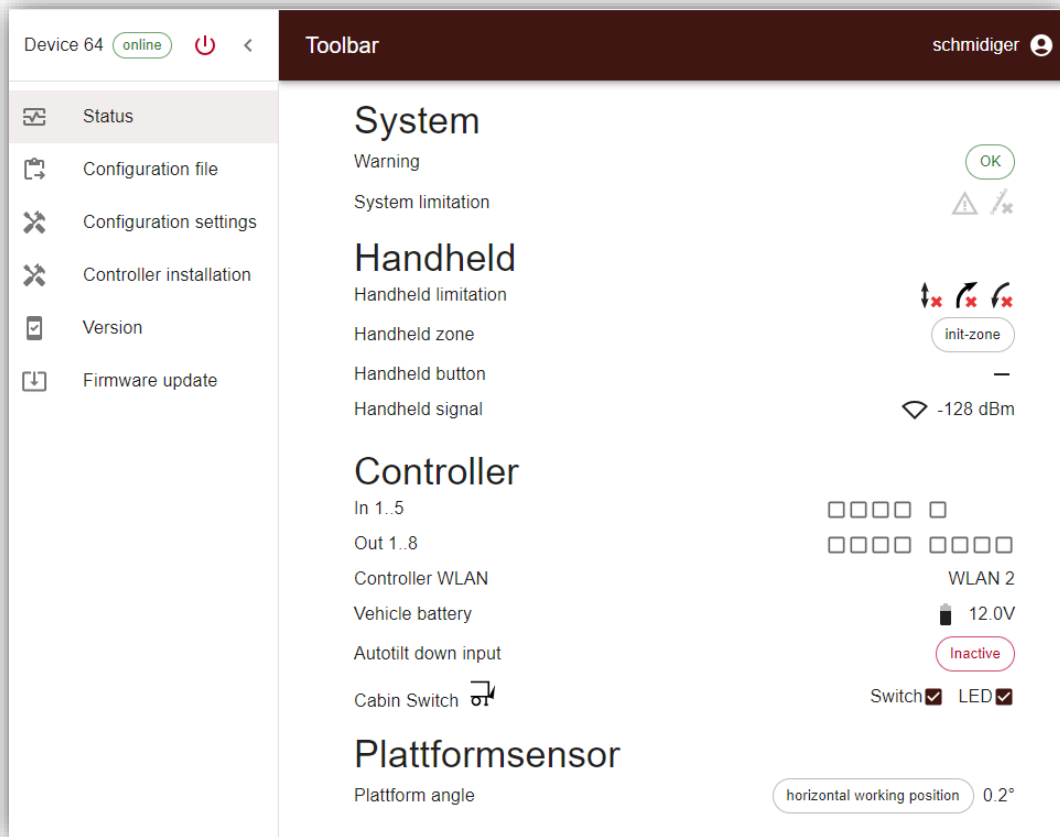 Device 64 online
Toolbar
schmidiger
Status
Configuration file
Configuration settings
Controller installation
Version
Firmware update
System
Warning OK
System limitation
Handheld
Handheld limitation
Handheld zone init-zone
Handheld button –
Handheld signal -128 dBm
Controller
In 1..5
Out 1..8
Controller WLAN WLAN 2
Vehicle battery 12.0V
Autotilt down input Inactive
Cabin Switch Switch LED
Plattformsensor
Plattform angle horizontal working position 0.2°